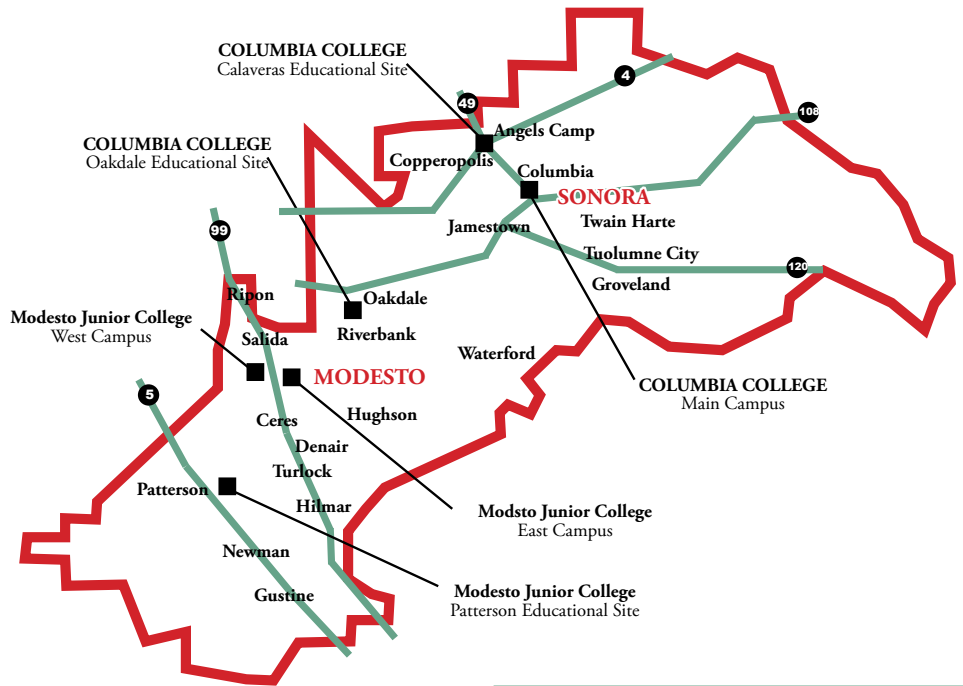 COLUMBIA COLLEGE
Calaveras Educational Site
4
49
108
Angels Camp
COLUMBIA COLLEGE
Oakdale Educational Site
Copperopolis
Columbia
SONORA
Twain Harte
Jamestown
99
Tuolumne City
120
Groveland
Ripon
Oakdale
Modesto Junior College
West Campus
Riverbank
Salida
Waterford
MODESTO
COLUMBIA COLLEGE
Main Campus
5
Hughson
Ceres
Denair
Turlock
Patterson
Hilmar
Modsto Junior College
East Campus
Newman
Gustine
Modesto Junior College
Patterson Educational Site